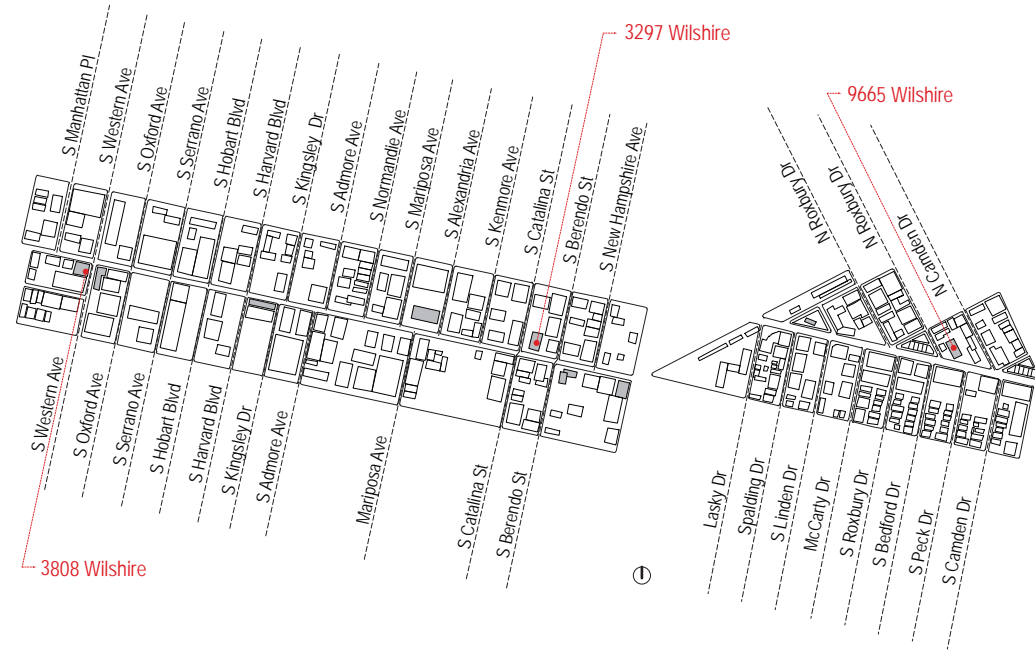 3297 Wilshire
9665 Wilshire
S Manhattan Pl
S Western Ave
S Oxford Ave
S Serrano Ave
S Hobart Blvd
S Harvard Blvd
S Kingsley Dr
S Admore Ave
S Normandie Ave
S Mariposa Ave
S Alexandria Ave
S Kenmore Ave
S Catalina St
S Berendo St
S New Hampshire Ave
N Roxbury Dr
N Roxbury Dr
N Camden Dr
S Western Ave
S Oxford Ave
S Serrano Ave
S Hobart Blvd
S Harvard Blvd
S Kingsley Dr
S Admore Ave
Mariposa Ave
S Catalina St
S Berendo St
Lasky Dr
Spalding Dr
S Linden Dr
McCarty Dr
S Roxbury Dr
S Bedford Dr
S Peck Dr
S Camden Dr
3808 Wilshire